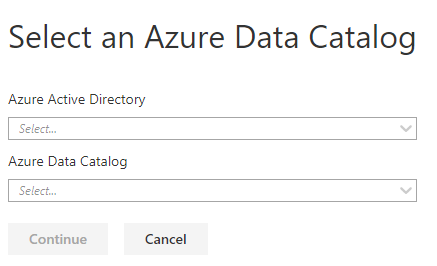 Select an Azure Data Catalog
Azure Active Directory
Select...
Azure Data Catalog
Select...
Continue Cancel